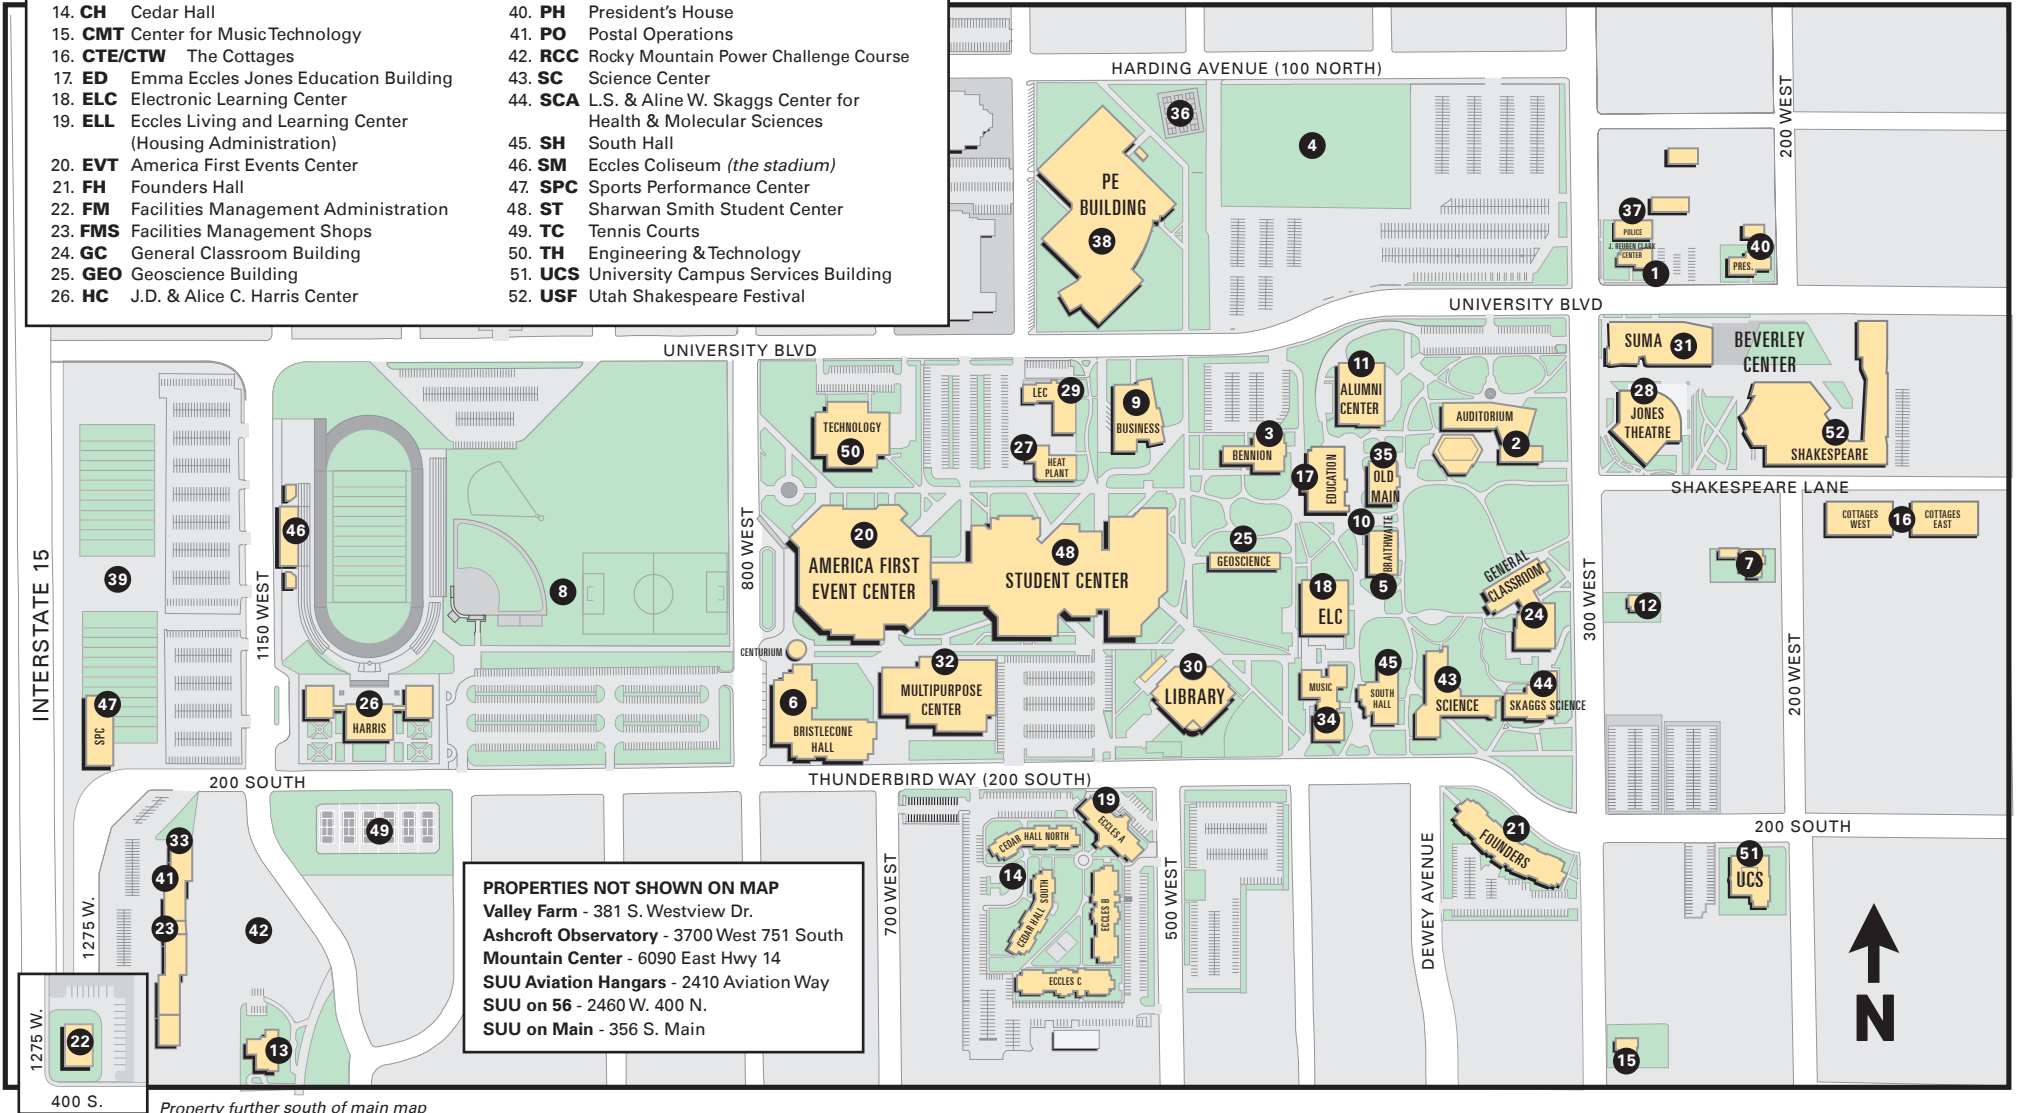 14. CH Cedar Hall
15. CMT Center for Music Technology
16. CTE/CTW The Cottages
17. ED Emma Eccles Jones Education Building
18. ELC Electronic Learning Center
19. ELL Eccles Living and Learning Center
(Housing Administration)
20. EVT America First Events Center
21. FH Founders Hall
22. FM Facilities Management Administration
23. FMS Facilities Management Shops
24. GC General Classroom Building
25. GEO Geoscience Building
26. HC J.D. & Alice C. Harris Center
40. PH President's House
41. PO Postal Operations
42. RCC Rocky Mountain Power Challenge Course
43. SC Science Center
44. SCA L.S. & Aline W. Skaggs Center for
Health & Molecular Sciences
45. SH South Hall
46. SM Eccles Coliseum (the stadium)
47. SPC Sports Performance Center
48. ST Sharwan Smith Student Center
49. TC Tennis Courts
50. TH Engineering & Technology
51. UCS University Campus Services Building
52. USF Utah Shakespeare Festival
HARDING AVENUE (100 NORTH)
200 WEST
36
4
PE
BUILDING
38
37
POLICE
J. REUBEN CLARK
CENTER
1
40
PRES.
UNIVERSITY BLVD
UNIVERSITY BLVD
SUMA 31
BEVERLEY
CENTER
28
JONES
THEATRE
52
SHAKESPEARE
SHAKESPEARE LANE
11
ALUMNI
CENTER
AUDITORIUM
2
LEC 29
9
BUSINESS
TECHNOLOGY
50
27
HEAT
PLANT
3
BENNION
17
EDUCATION
35
OLD
MAIN
10
BRAITHWAITE
5
COTTAGES
WEST
16
COTTAGES
EAST
46
8
39
INTERSTATE 15
1150 WEST
800 WEST
20
AMERICA FIRST
EVENT CENTER
48
STUDENT CENTER
25
GEOSCIENCE
18
ELC
GENERAL
CLASSROOM
24
300 WEST
7
12
200 WEST
CENTURIUM
32
MULTIPURPOSE
CENTER
6
BRISTLECONE
HALL
30
LIBRARY
MUSIC
34
45
SOUTH
HALL
43
SCIENCE
44
SKAGGS SCIENCE
47
SPC
26
HARRIS
200 SOUTH
THUNDERBIRD WAY (200 SOUTH)
200 SOUTH
49
33
41
23
42
1275 W.
13
19
ECCLES A
CEDAR HALL NORTH
14
CEDAR HALL SOUTH
ECCLES B
ECCLES C
700 WEST
500 WEST
DEWEY AVENUE
21
FOUNDERS
51
UCS
15
N
PROPERTIES NOT SHOWN ON MAP
Valley Farm - 381 S. Westview Dr.
Ashcroft Observatory - 3700 West 751 South
Mountain Center - 6090 East Hwy 14
SUU Aviation Hangars - 2410 Aviation Way
SUU on 56 - 2460 W. 400 N.
SUU on Main - 356 S. Main
1275 W.
22
400 S.
Property further south of main map